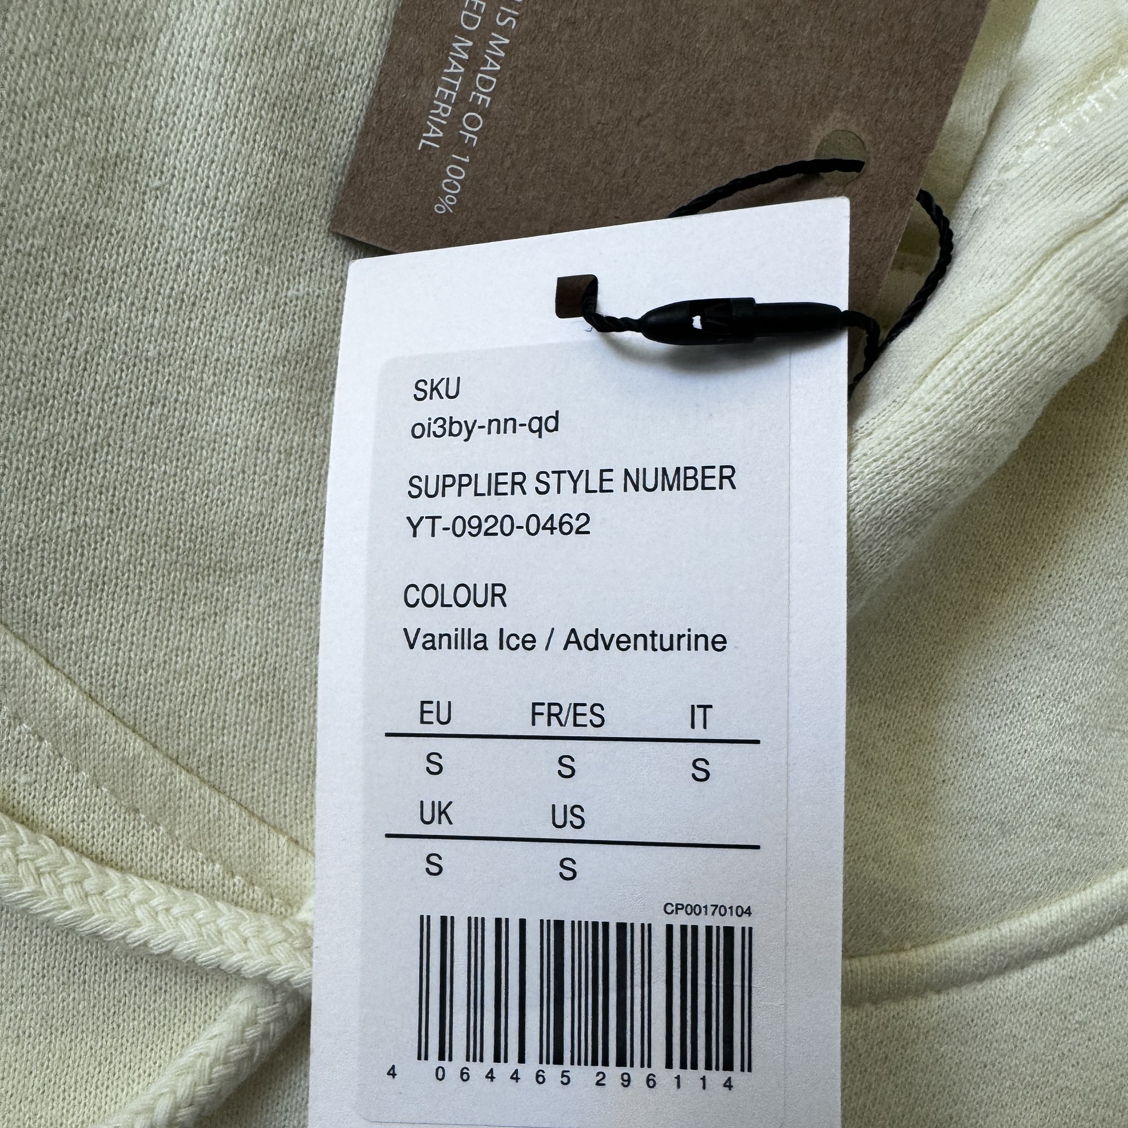 IS MADE OF 100%
ED MATERIAL
SKU
oi3by-nn-qd
SUPPLIER STYLE NUMBER
YT-0920-0462
COLOUR
Vanilla Ice / Adventurine
EU FR/ES IT
S S S
UK US
S S
CP00170104
4 064465 296114